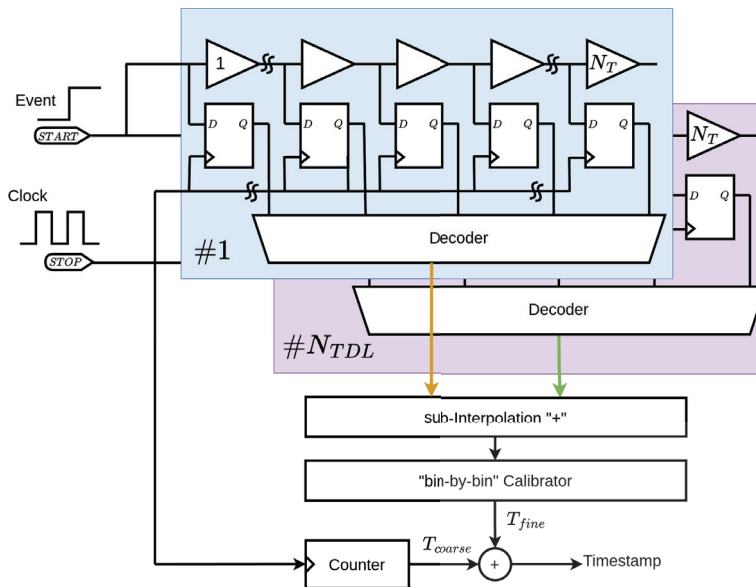 1
N_T
Event
START
D Q
D Q
D Q
D Q
D Q
N_T
D Q
Clock
STOP
Decoder
#1
Decoder
#N_TDL
sub-Interpolation "+"
"bin-by-bin" Calibrator
T_fine
T_coarse
Counter
+
Timestamp